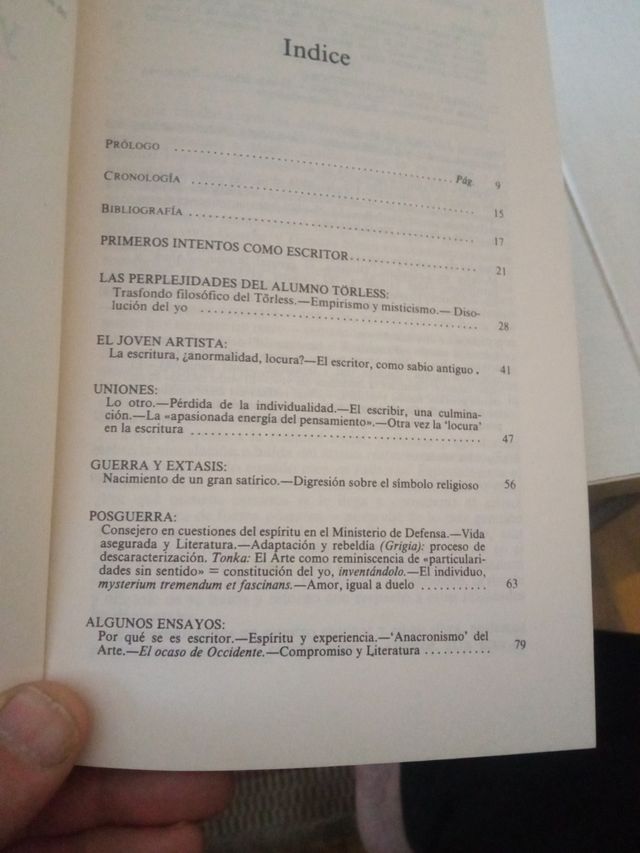 Indice
PRÓLOGO ........................................ Pág. 9
CRONOLOGÍA ........................................ 15
BIBLIOGRAFÍA ........................................ 17
PRIMEROS INTENTOS COMO ESCRITOR ........................ 21
LAS PERPLEJIDADES DEL ALUMNO TÖRLESS:
Trasfondo filosófico del Törless.—Empirismo y misticismo.—Diso-
lución del yo ........................................ 28
EL JOVEN ARTISTA:
La escritura, ¿anormalidad, locura?—El escritor, como sabio antiguo . 41
UNIONES:
Lo otro.—Pérdida de la individualidad.—El escribir, una culmina-
ción.—La «apasionada energía del pensamiento».—Otra vez la 'locura'
en la escritura ........................................ 47
GUERRA Y EXTASIS:
Nacimiento de un gran satírico.—Digresión sobre el símbolo religioso 56
POSGUERRA:
Consejero en cuestiones del espíritu en el Ministerio de Defensa.—Vida
asegurada y Literatura.—Adaptación y rebeldía (Grigia): proceso de
descaracterización. Tonka: El Arte como reminiscencia de «particulari-
dades sin sentido» = constitución del yo, inventándolo.—El individuo,
mysterium tremendum et fascinans.—Amor, igual a duelo ........... 63
ALGUNOS ENSAYOS:
Por qué se es escritor.—Espíritu y experiencia.—'Anacronismo' del
Arte.—El ocaso de Occidente.—Compromiso y Literatura .......... 79